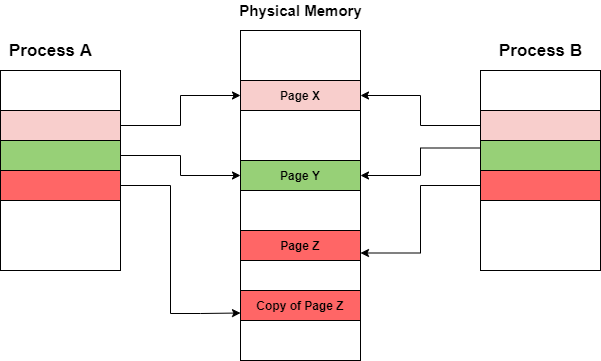 Physical Memory
Process A
Process B
Page X
Page Y
Page Z
Copy of Page Z